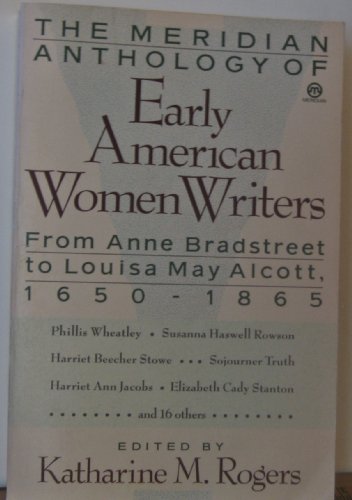 THE MERIDIAN
ANTHOLOGY OF
MERIDIAN
Early
American
Women Writers
From Anne Bradstreet
to Louisa May Alcott,
1650-1865
Phillis Wheatley • Susanna Haswell Rowson
Harriet Beecher Stowe • • • Sojourner Truth
Harriet Ann Jacobs • Elizabeth Cady Stanton
• • • • • • • • and 16 others • • • • • • • •
EDITED BY
Katharine M. Rogers